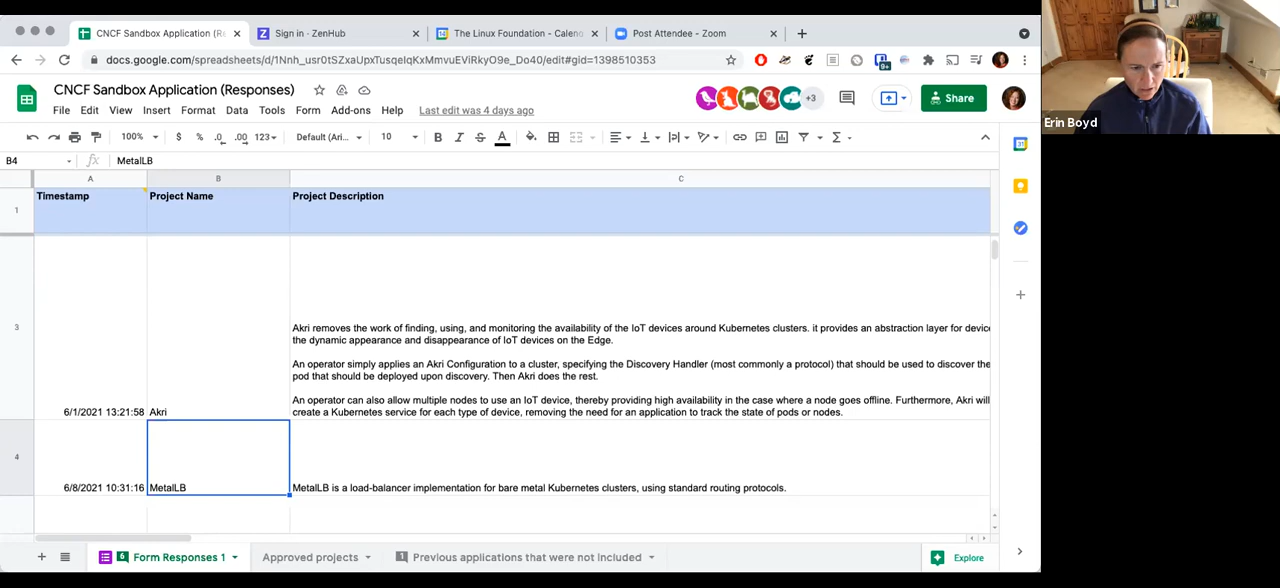 CNCF Sandbox Application (Re
Sign in · ZenHub
The Linux Foundation - Calend
Post Attendee - Zoom
docs.google.com/spreadsheets/d/1Nnh_usr0tSZxaUpxTusqeIqKxMmvuEViRkyO9e_Do40/edit#gid=1398510353
9+
CNCF Sandbox Application (Responses)
File Edit View Insert Format Data Tools Form Add-ons Help Last edit was 4 days ago
+3
Share
Erin Boyd
100% $ % .0 .00 123 Default (Ari... 10 B I S A
B4 fx MetalLB
A B C
1 Timestamp Project Name Project Description
Akri removes the work of finding, using, and monitoring the availability of the IoT devices around Kubernetes clusters. it provides an abstraction layer for device
the dynamic appearance and disappearance of IoT devices on the Edge.
An operator simply applies an Akri Configuration to a cluster, specifying the Discovery Handler (most commonly a protocol) that should be used to discover the
pod that should be deployed upon discovery. Then Akri does the rest.
An operator can also allow multiple nodes to use an IoT device, thereby providing high availability in the case where a node goes offline. Furthermore, Akri will
3 6/1/2021 13:21:58 Akri create a Kubernetes service for each type of device, removing the need for an application to track the state of pods or nodes.
4 6/8/2021 10:31:16 MetalLB MetalLB is a load-balancer implementation for bare metal Kubernetes clusters, using standard routing protocols.
6 Form Responses 1 Approved projects 1 Previous applications that were not included Explore